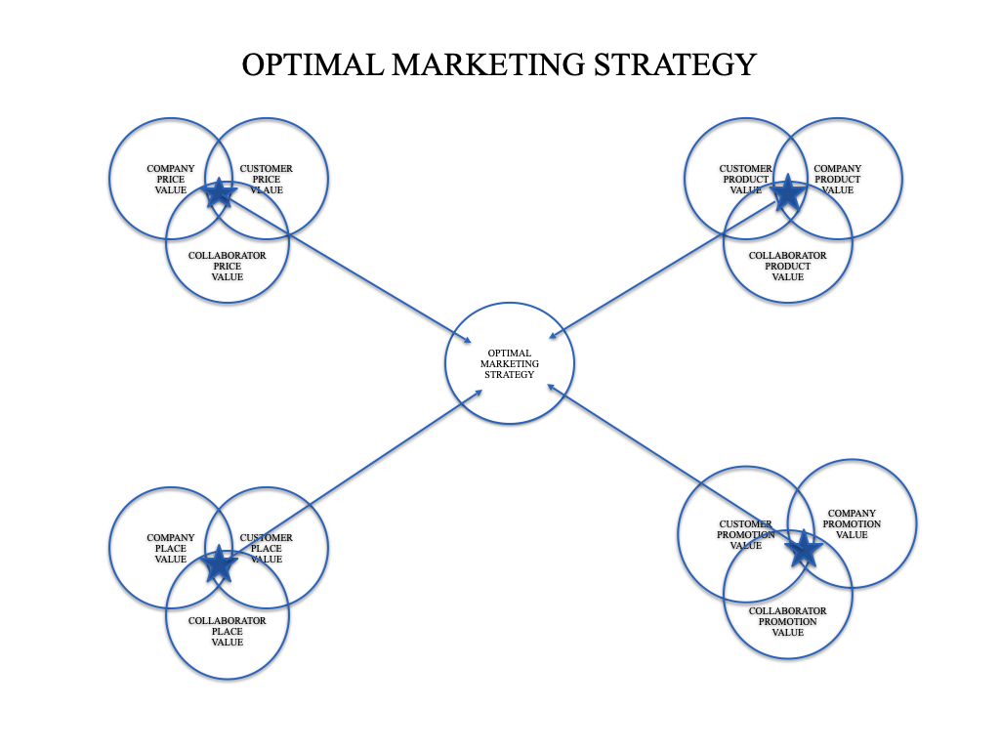 OPTIMAL MARKETING STRATEGY
COMPANY
PRICE
VALUE
CUSTOMER
PRICE
VLAUE
COLLABORATOR
PRICE
VALUE
CUSTOMER
PRODUCT
VALUE
COMPANY
PRODUCT
VALUE
COLLABORATOR
PRODUCT
VALUE
OPTIMAL
MARKETING
STRATEGY
COMPANY
PLACE
VALUE
CUSTOMER
PLACE
VALUE
COLLABORATOR
PLACE
VALUE
CUSTOMER
PROMOTION
VALUE
COMPANY
PROMOTION
VALUE
COLLABORATOR
PROMOTION
VALUE